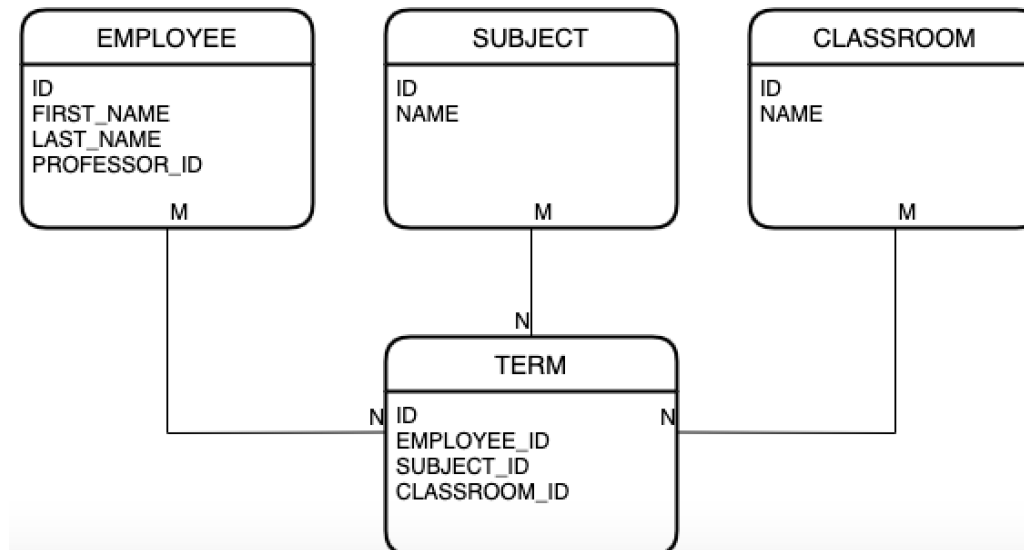 EMPLOYEE
ID
FIRST_NAME
LAST_NAME
PROFESSOR_ID
M
SUBJECT
ID
NAME
M
CLASSROOM
ID
NAME
M
N
N
N
TERM
ID
EMPLOYEE_ID
SUBJECT_ID
CLASSROOM_ID